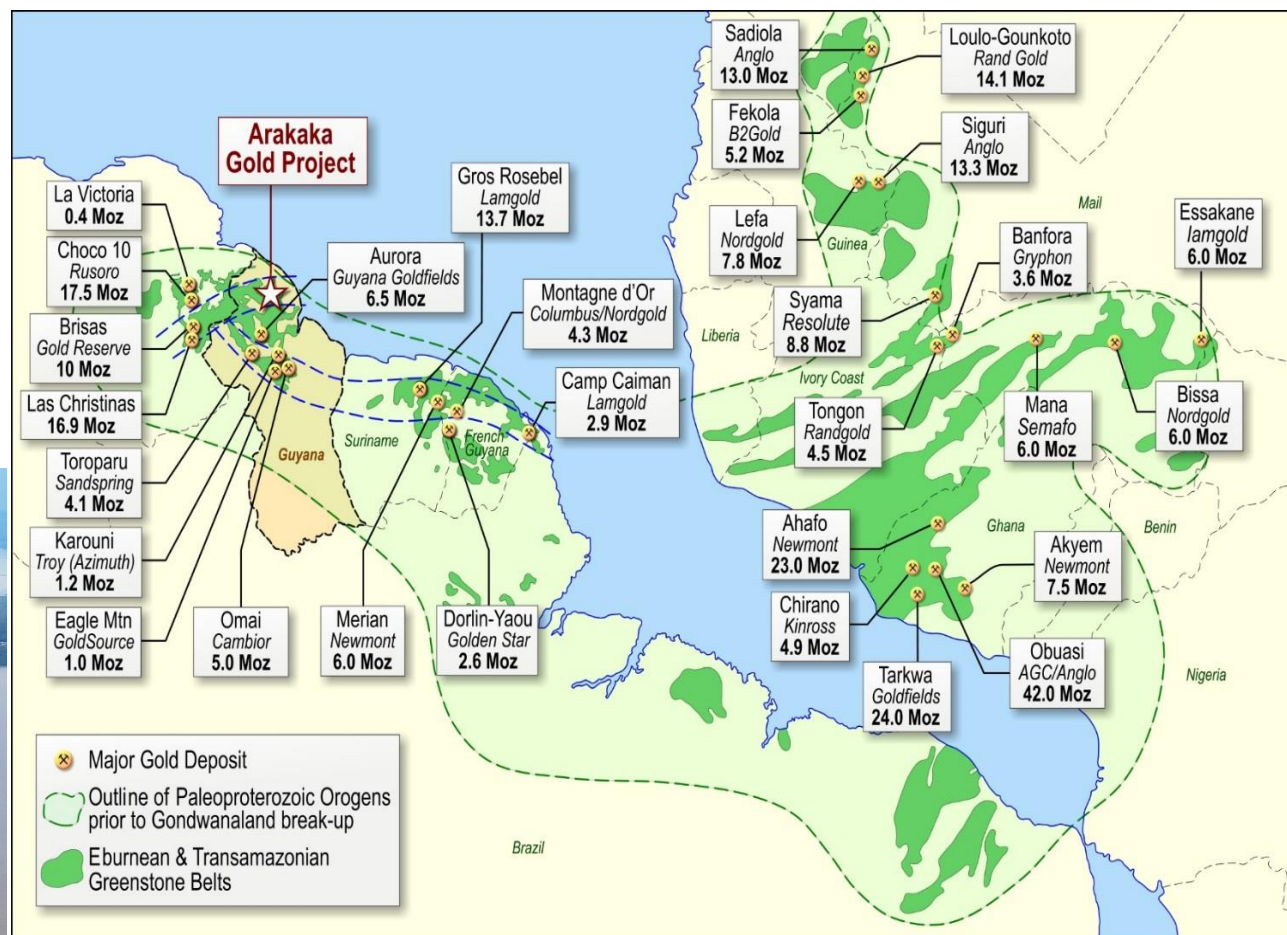 Arakaka
Gold Project
La Victoria
0.4 Moz
Choco 10
Rusoro
17.5 Moz
Brisas
Gold Reserve
10 Moz
Las Christinas
16.9 Moz
Toroparu
Sandspring
4.1 Moz
Karouni
Troy (Azimuth)
1.2 Moz
Eagle Mtn
GoldSource
1.0 Moz
Omai
Cambior
5.0 Moz
Aurora
Guyana Goldfields
6.5 Moz
Gros Rosebel
Lamgold
13.7 Moz
Montagne d'Or
Columbus/Nordgold
4.3 Moz
Camp Caiman
Lamgold
2.9 Moz
Merian
Newmont
6.0 Moz
Dorlin-Yaou
Golden Star
2.6 Moz
Guyana
Suriname
French
Guyana
Brazil
Sadiola
Anglo
13.0 Moz
Loulo-Gounkoto
Rand Gold
14.1 Moz
Fekola
B2Gold
5.2 Moz
Siguri
Anglo
13.3 Moz
Lefa
Nordgold
7.8 Moz
Guinea
Mail
Banfora
Gryphon
3.6 Moz
Essakane
Iamgold
6.0 Moz
Syama
Resolute
8.8 Moz
Liberia
Ivory Coast
Tongon
Randgold
4.5 Moz
Mana
Semafo
6.0 Moz
Bissa
Nordgold
6.0 Moz
Ahafo
Newmont
23.0 Moz
Ghana
Benin
Akyem
Newmont
7.5 Moz
Chirano
Kinross
4.9 Moz
Tarkwa
Goldfields
24.0 Moz
Obuasi
AGC/Anglo
42.0 Moz
Nigeria
Major Gold Deposit
Outline of Paleoproterozoic Orogens
prior to Gondwanaland break-up
Eburnean & Transamazonian
Greenstone Belts